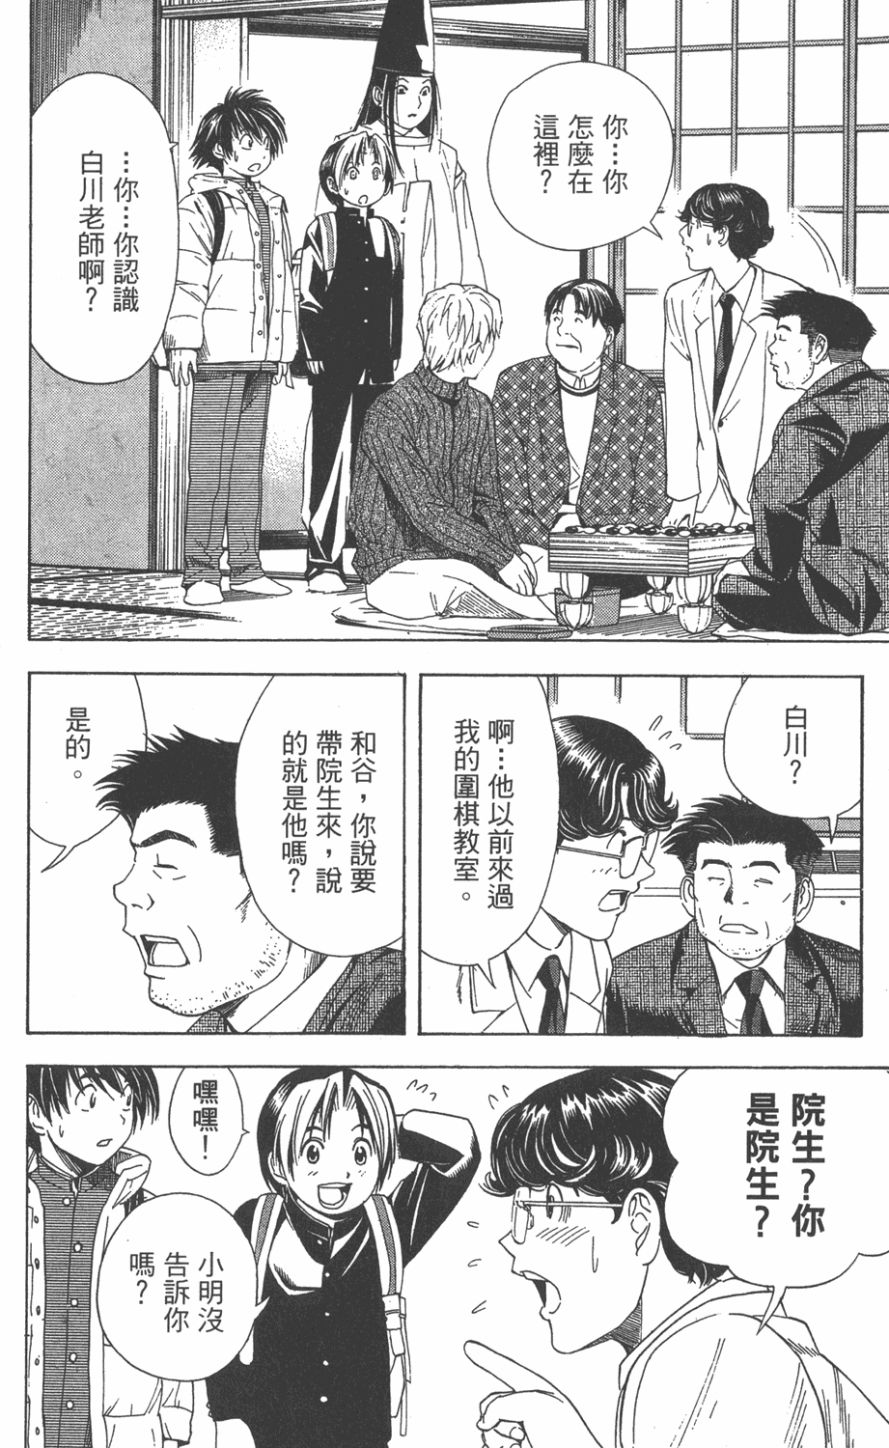 你…你
怎麼在
這裡？
…你…你認識
白川老師啊？
白川？
啊…他以前來過
我的圍棋教室。
和谷，你說要
帶院生來，說
的就是他嗎？
是的。
院生？你
是院生？
嘿嘿！
小明沒
告訴你
嗎？